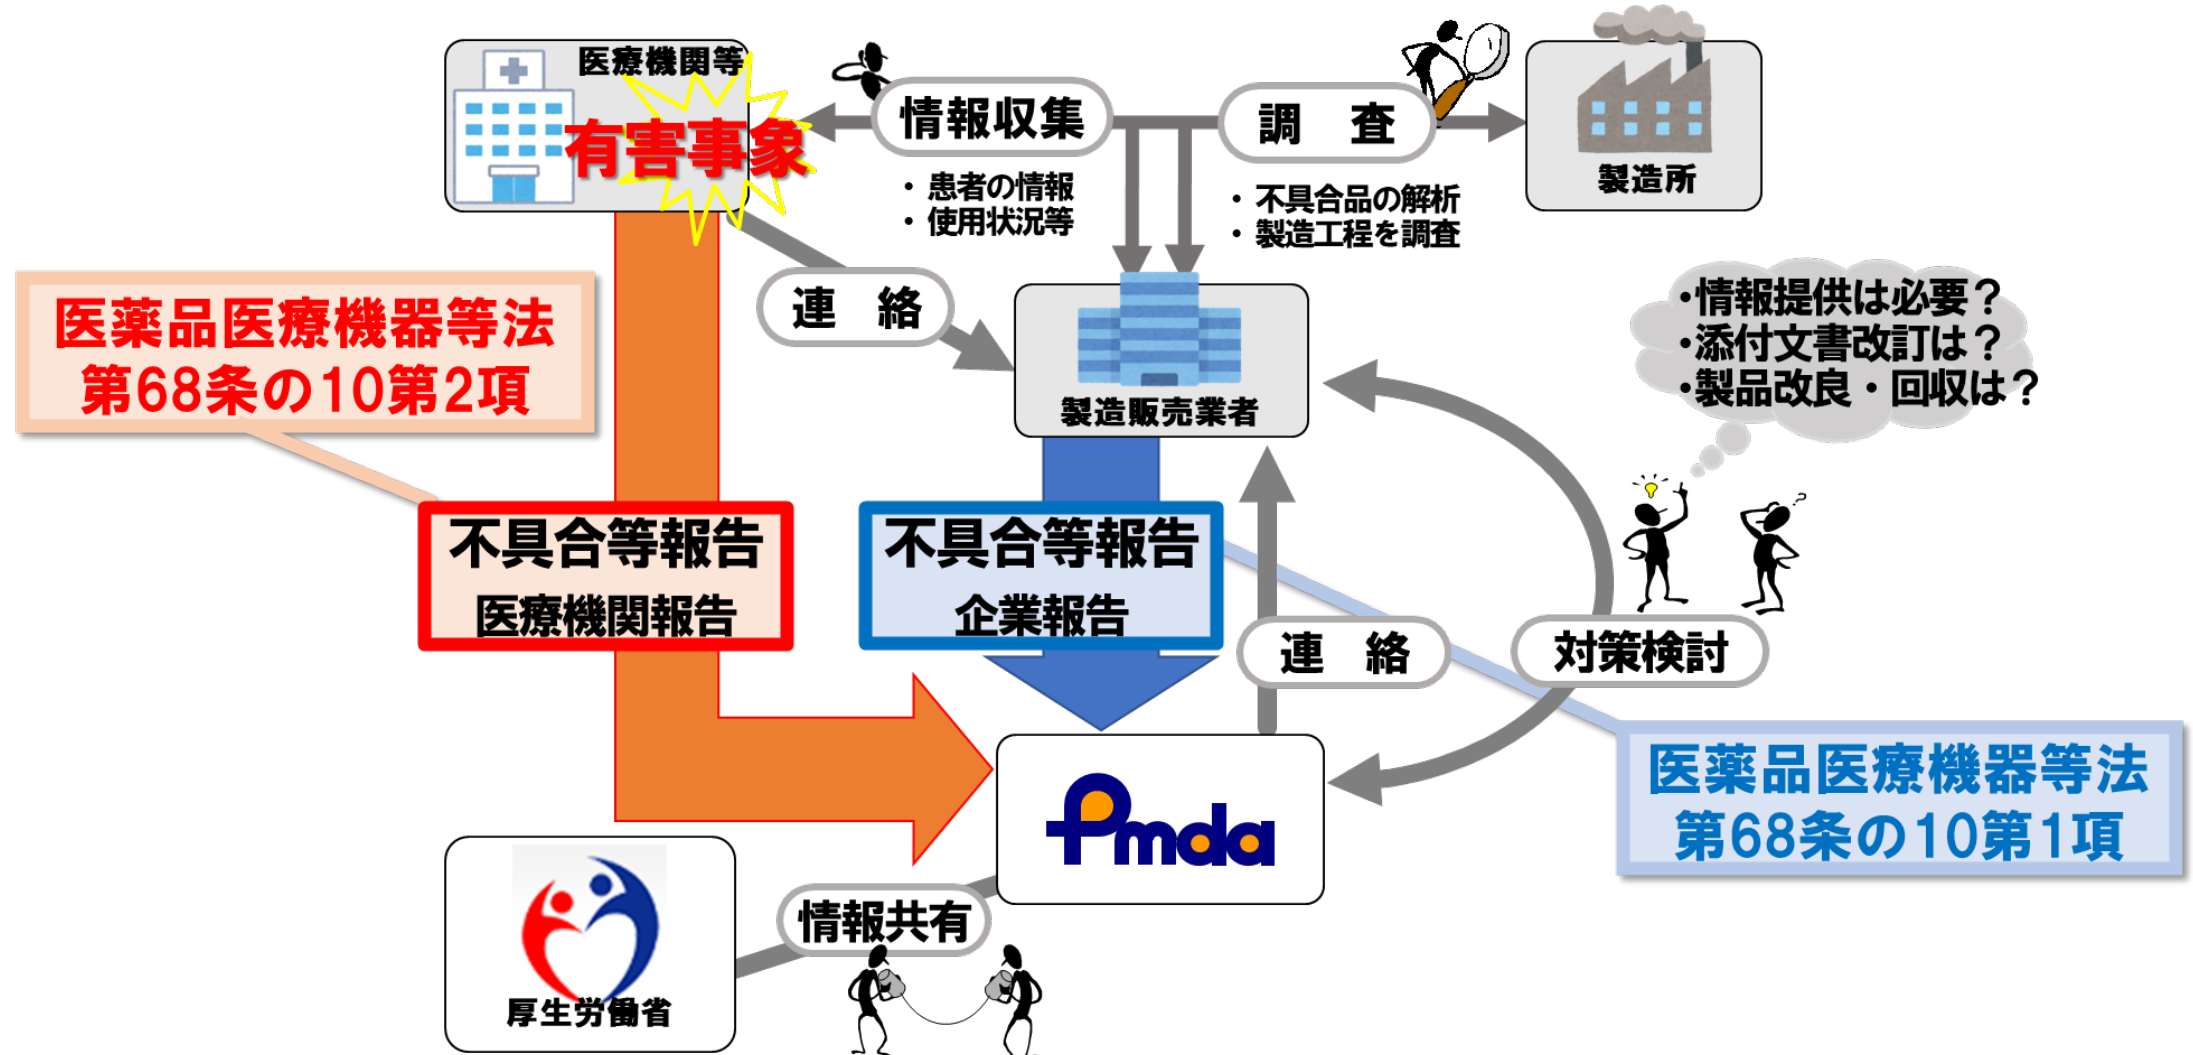 医療機関等
有害事象
情報収集
・患者の情報
・使用状況等
調　査
・不具合品の解析
・製造工程を調査
製造所
連　絡
製造販売業者
・情報提供は必要？
・添付文書改訂は？
・製品改良・回収は？
?
医薬品医療機器等法
第68条の10第2項
不具合等報告
医療機関報告
不具合等報告
企業報告
連　絡
対策検討
医薬品医療機器等法
第68条の10第1項
Pmda
情報共有
厚生労働省